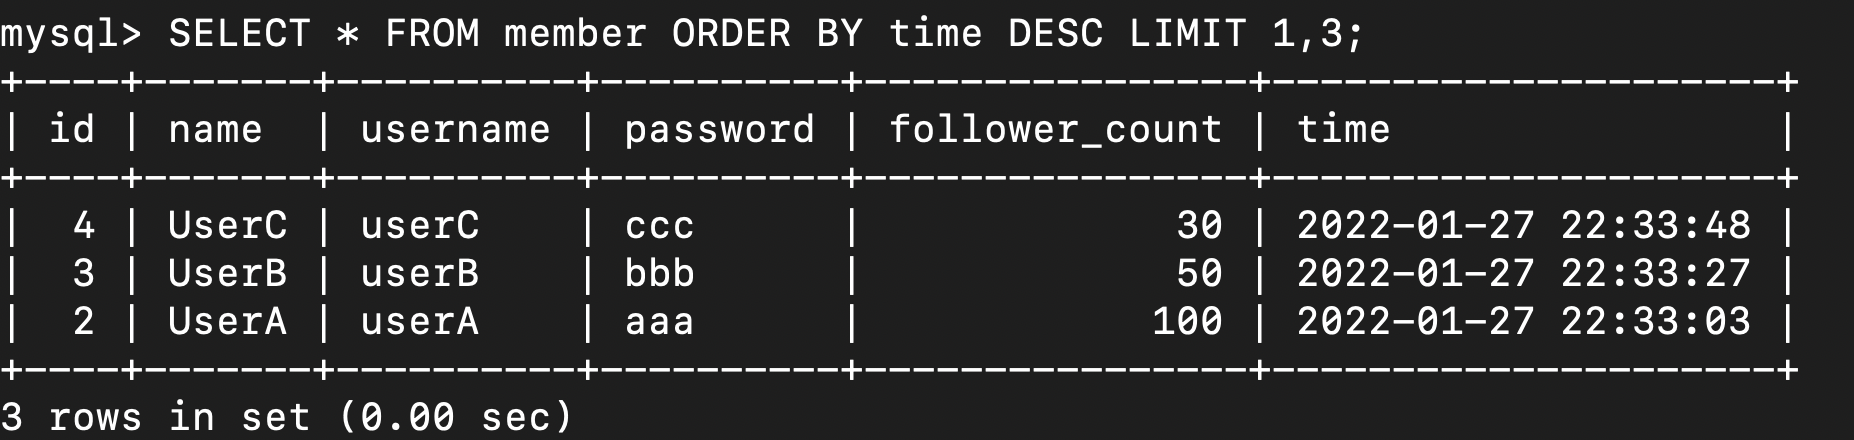 mysql> SELECT * FROM member ORDER BY time DESC LIMIT 1,3;
+----+-------+----------+----------+----------------+---------------------+
| id | name  | username | password | follower_count | time                |
+----+-------+----------+----------+----------------+---------------------+
|  4 | UserC | userC    | ccc      |             30 | 2022-01-27 22:33:48 |
|  3 | UserB | userB    | bbb      |             50 | 2022-01-27 22:33:27 |
|  2 | UserA | userA    | aaa      |            100 | 2022-01-27 22:33:03 |
+----+-------+----------+----------+----------------+---------------------+
3 rows in set (0.00 sec)